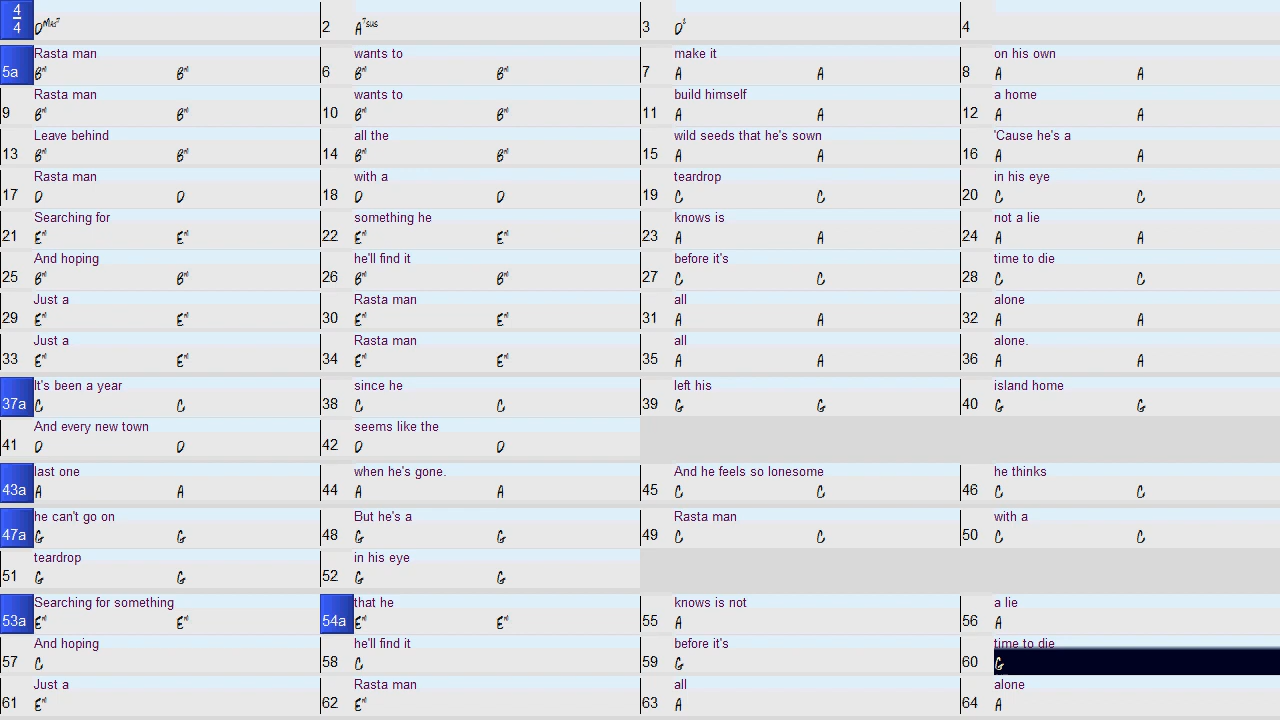 4/4 Dmaj7 2 A7sus 3 D6 4
Rasta man wants to make it on his own
5a Bm Bm 6 Bm Bm 7 A A 8 A A
Rasta man wants to build himself a home
9 Bm Bm 10 Bm Bm 11 A A 12 A A
Leave behind all the wild seeds that he's sown 'Cause he's a
13 Bm Bm 14 Bm Bm 15 A A 16 A A
Rasta man with a teardrop in his eye
17 D D 18 D D 19 C C 20 C C
Searching for something he knows is not a lie
21 Em Em 22 Em Em 23 A A 24 A A
And hoping he'll find it before it's time to die
25 Bm Bm 26 Bm Bm 27 C C 28 C C
Just a Rasta man all alone
29 Em Em 30 Em Em 31 A A 32 A A
Just a Rasta man all alone.
33 Em Em 34 Em Em 35 A A 36 A A
It's been a year since he left his island home
37a C C 38 C C 39 G G 40 G G
And every new town seems like the
41 D D 42 D D
last one when he's gone. And he feels so lonesome he thinks
43a A A 44 A A 45 C C 46 C C
he can't go on But he's a Rasta man with a
47a G G 48 G G 49 C C 50 C C
teardrop in his eye
51 G G 52 G G
Searching for something that he knows is not a lie
53a Em Em 54a Em Em 55 A 56 A
And hoping he'll find it before it's time to die
57 C 58 C 59 G 60 G
Just a Rasta man all alone
61 Em 62 Em 63 A 64 A